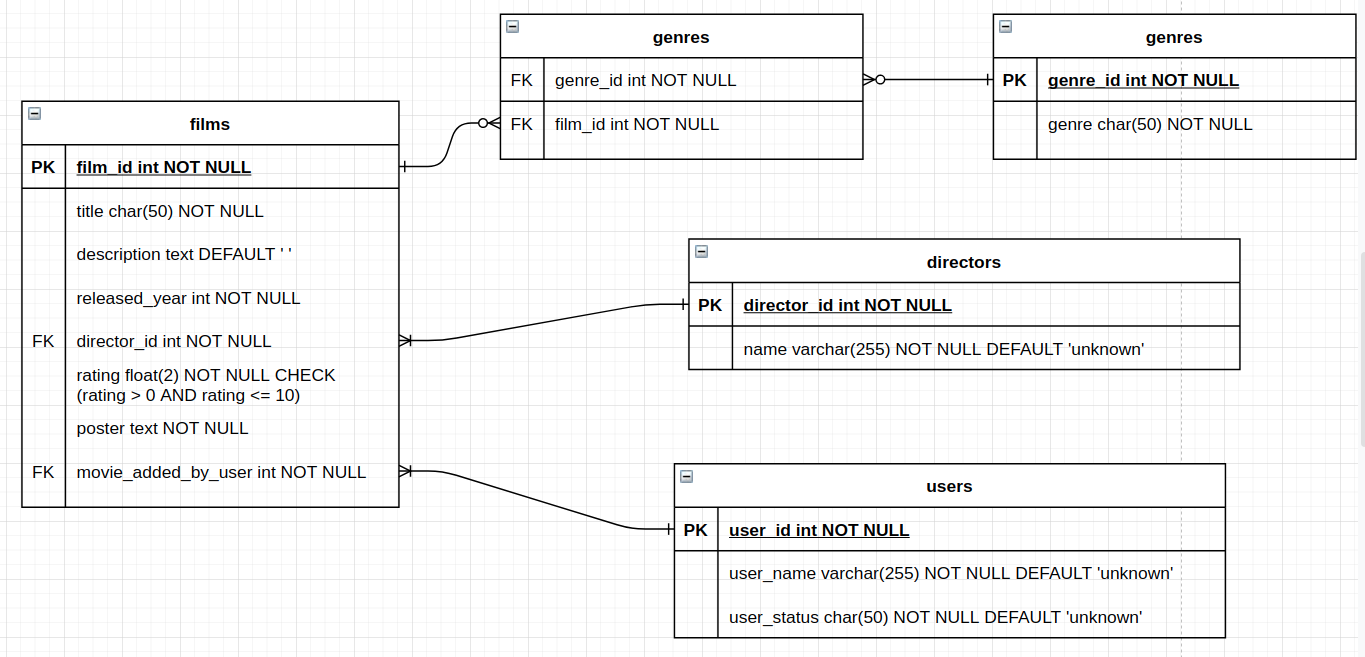 films
PK film_id int NOT NULL
title char(50) NOT NULL
description text DEFAULT ' '
released_year int NOT NULL
FK director_id int NOT NULL
rating float(2) NOT NULL CHECK
(rating > 0 AND rating <= 10)
poster text NOT NULL
FK movie_added_by_user int NOT NULL
genres
FK genre_id int NOT NULL
FK film_id int NOT NULL
genres
PK genre_id int NOT NULL
genre char(50) NOT NULL
directors
PK director_id int NOT NULL
name varchar(255) NOT NULL DEFAULT 'unknown'
users
PK user_id int NOT NULL
user_name varchar(255) NOT NULL DEFAULT 'unknown'
user_status char(50) NOT NULL DEFAULT 'unknown'